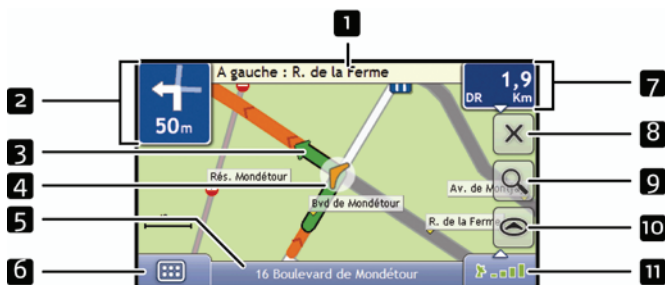 1
A gauche : R. de la Ferme
2
50m
1,9
DR Km
7
8
3
Rés. Mondétour
4
Bvd de Mondétour
Av. de Mon
9
5
R. de la Ferme
10
6
16 Boulevard de Mondétour
11